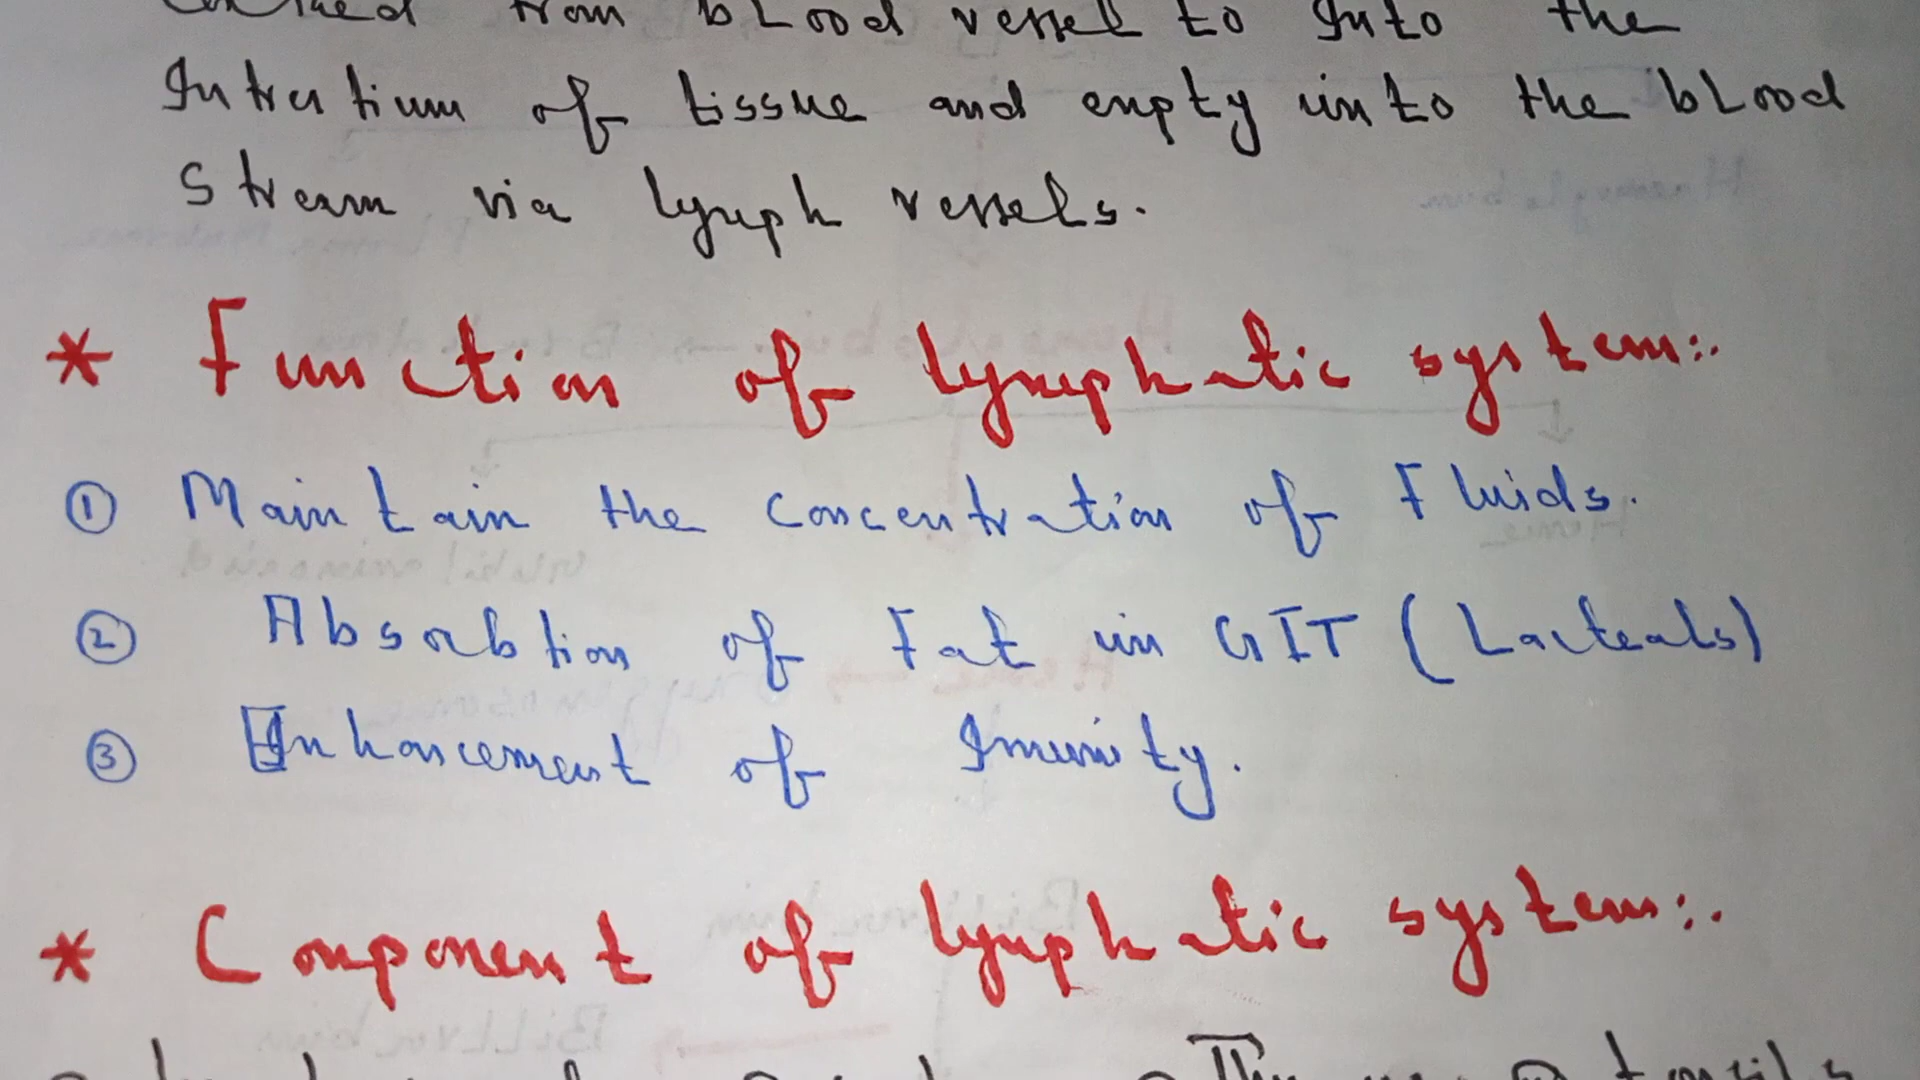 from blood vessel to into the
Intratium of tissue and enpty into the blood
stream via lymph vessels.
* Function of lymphatic system:.
① Maintain the concentration of Fluids.
② Absorbtion of Fat in GIT (Lacteals)
③ Enhancement of Imunity.
* Component of lymphatic system:.
tonsils